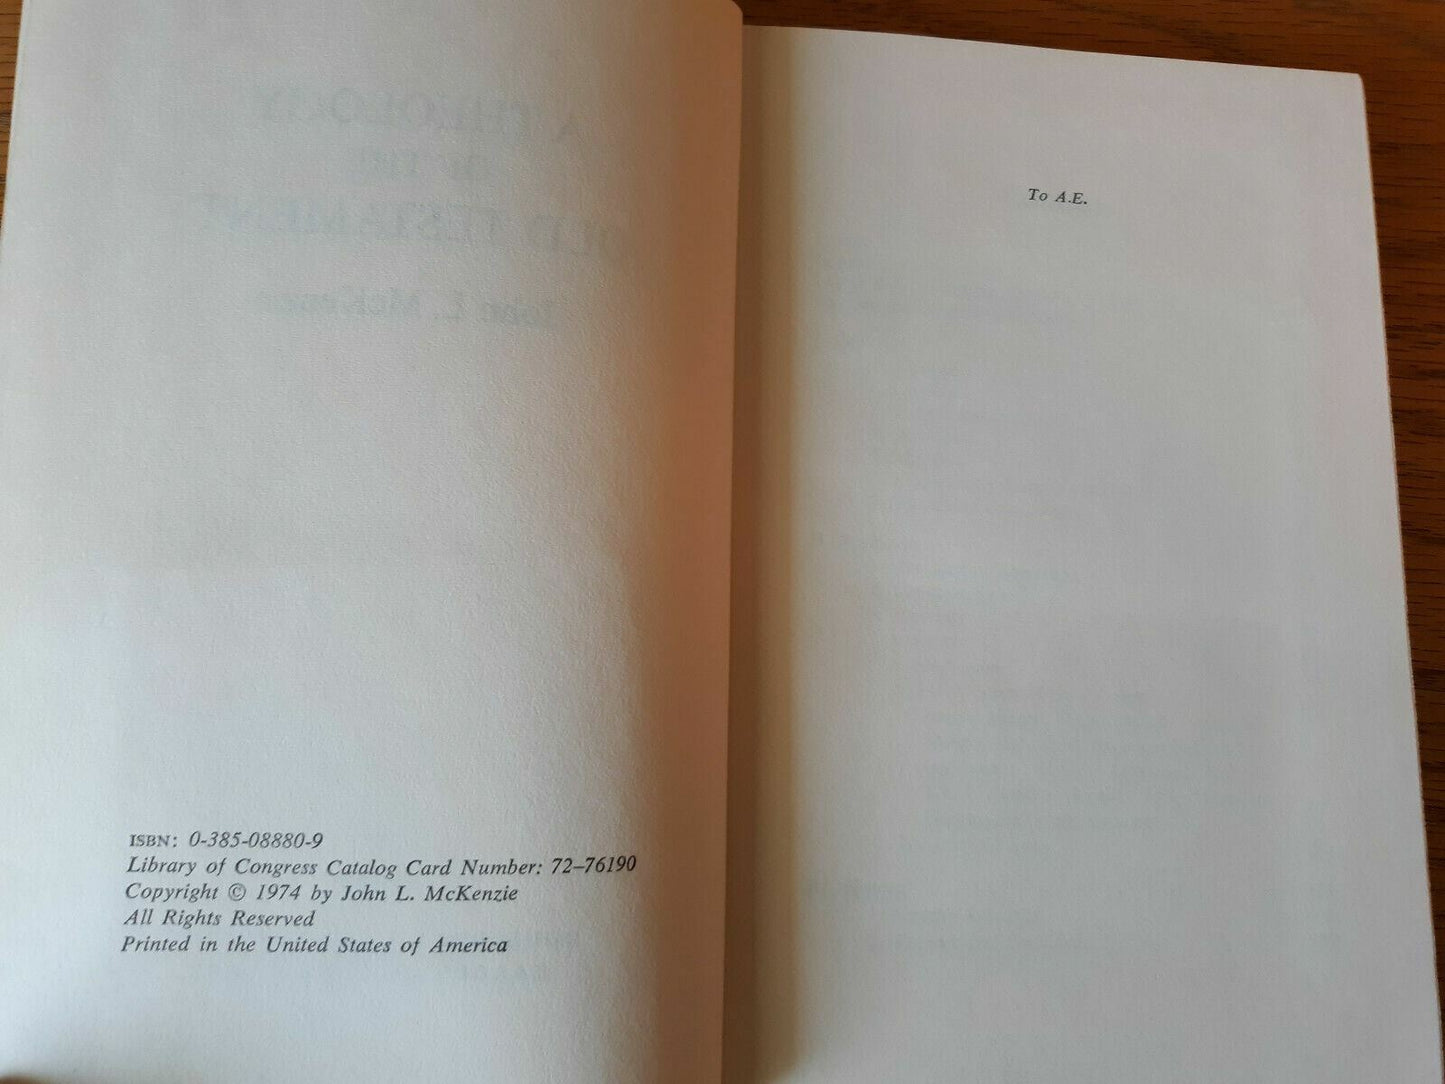 ISBN: 0-385-08880-9
Library of Congress Catalog Card Number: 72–76190
Copyright © 1974 by John L. McKenzie
All Rights Reserved
Printed in the United States of America
To A.E.